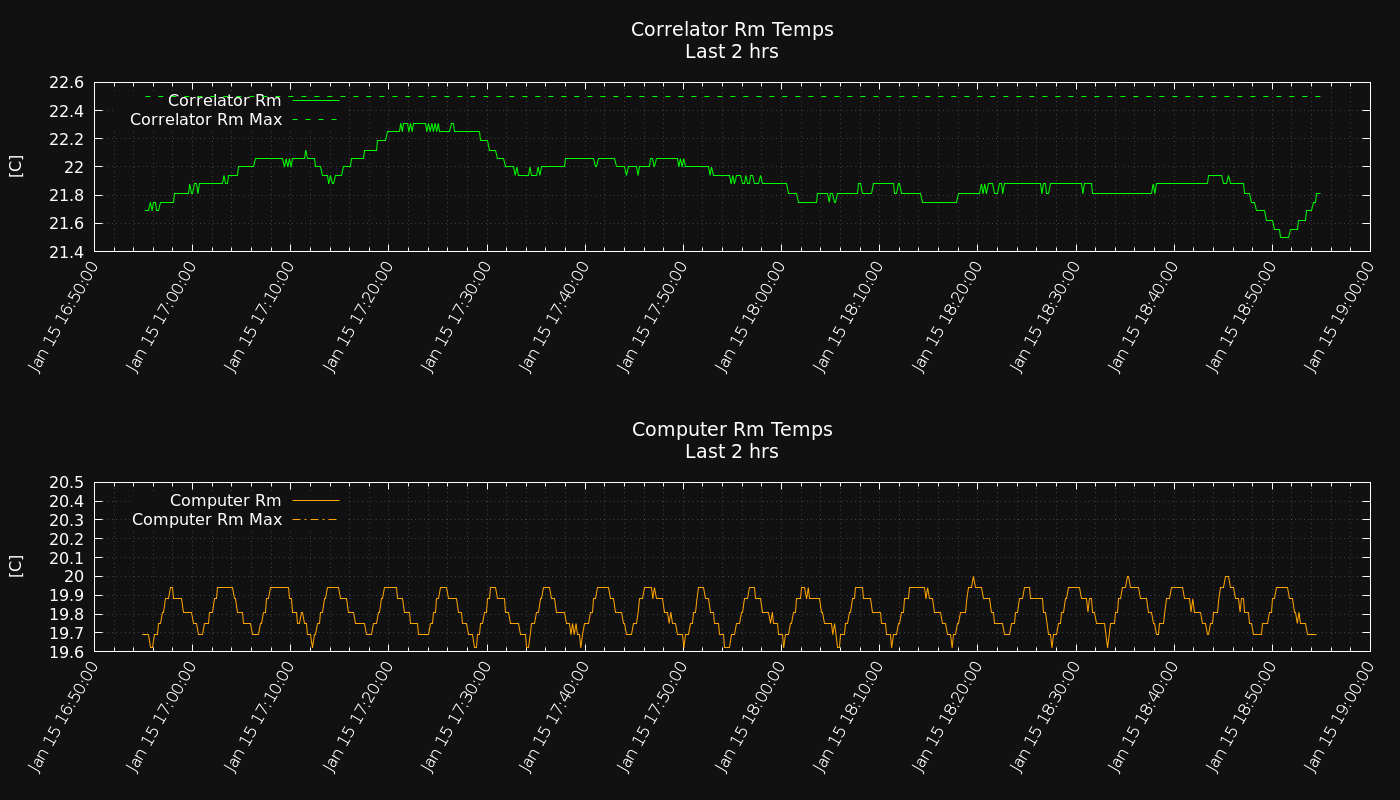 Correlator Rm Temps
Last 2 hrs
22.6
22.4
22.2
22
21.8
21.6
21.4
[C]
Correlator Rm
Correlator Rm Max
Jan 15 16:50:00
Jan 15 17:00:00
Jan 15 17:10:00
Jan 15 17:20:00
Jan 15 17:30:00
Jan 15 17:40:00
Jan 15 17:50:00
Jan 15 18:00:00
Jan 15 18:10:00
Jan 15 18:20:00
Jan 15 18:30:00
Jan 15 18:40:00
Jan 15 18:50:00
Jan 15 19:00:00
Computer Rm Temps
Last 2 hrs
20.5
20.4
20.3
20.2
20.1
20
19.9
19.8
19.7
19.6
[C]
Computer Rm
Computer Rm Max
Jan 15 16:50:00
Jan 15 17:00:00
Jan 15 17:10:00
Jan 15 17:20:00
Jan 15 17:30:00
Jan 15 17:40:00
Jan 15 17:50:00
Jan 15 18:00:00
Jan 15 18:10:00
Jan 15 18:20:00
Jan 15 18:30:00
Jan 15 18:40:00
Jan 15 18:50:00
Jan 15 19:00:00